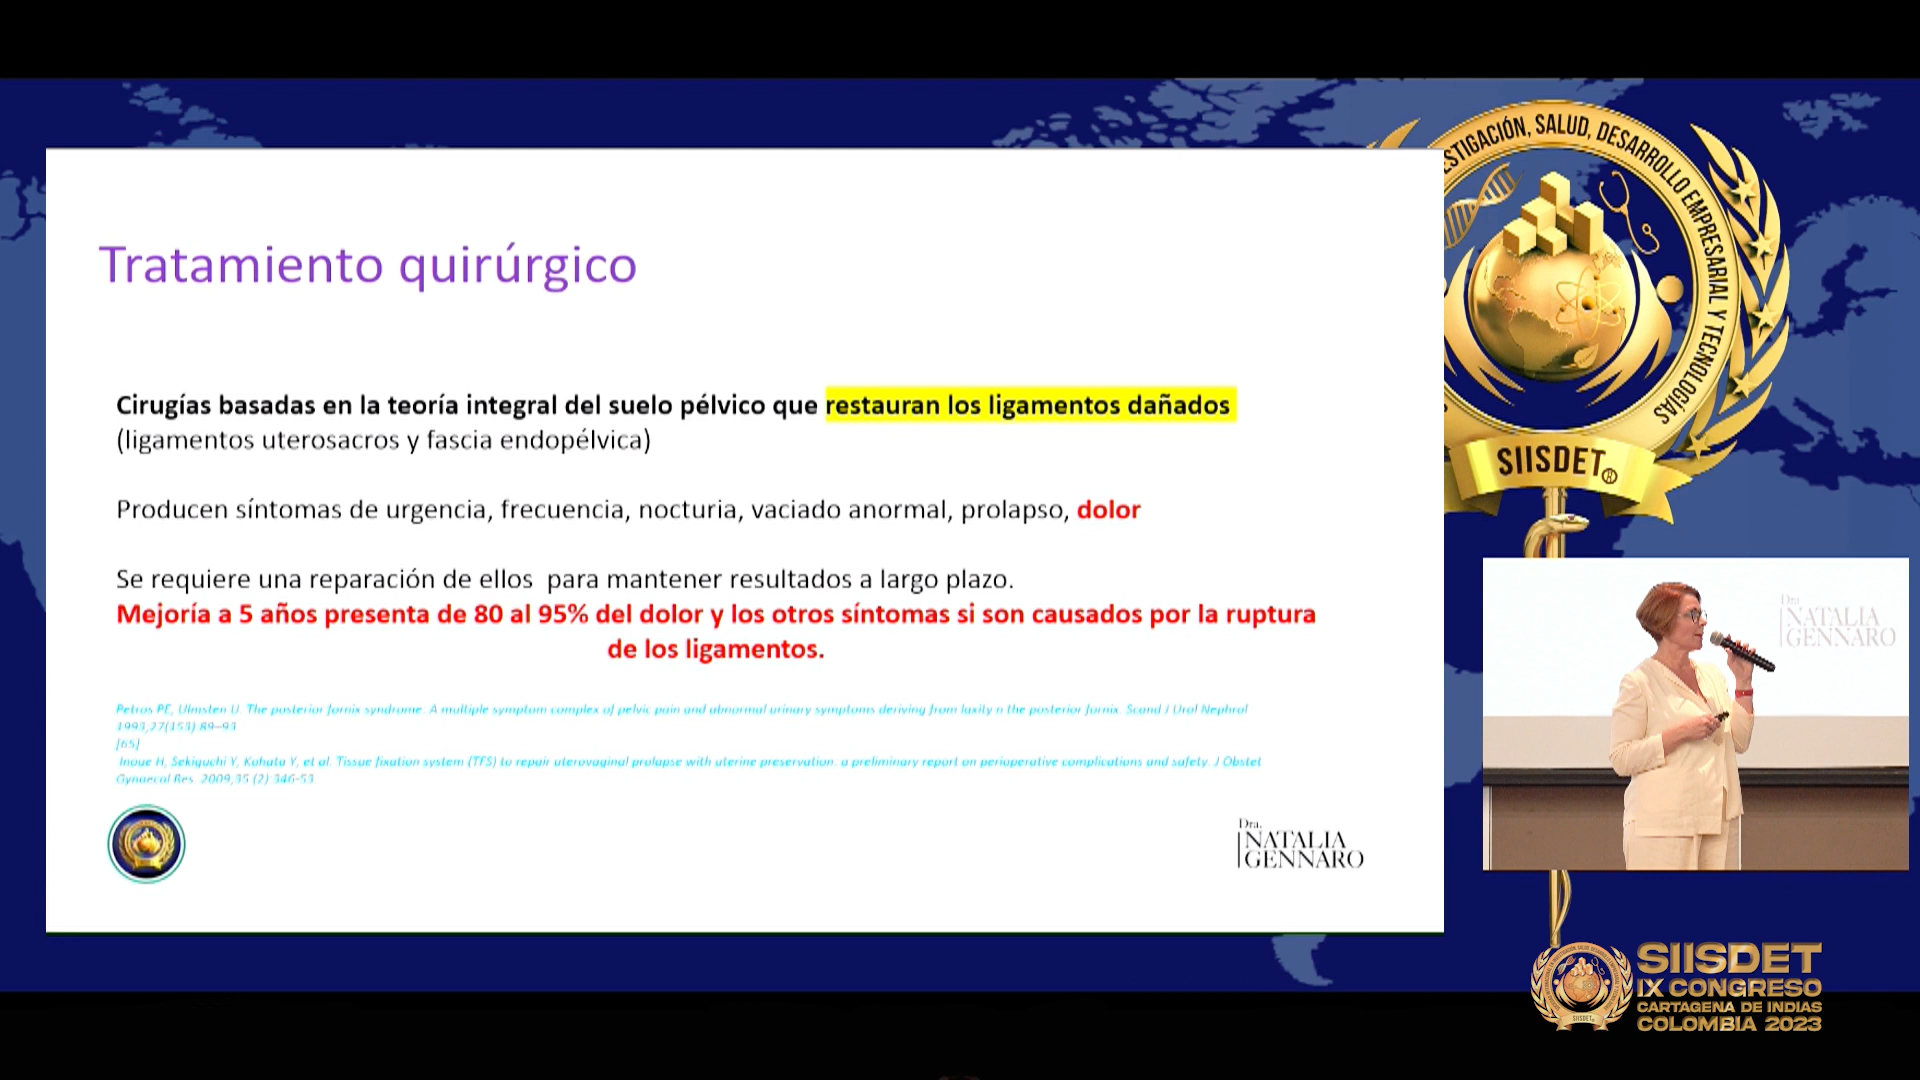 STIGACIÓN, SALUD, DESARROLLO EMPRESARIAL Y TECNOLOGÍAS
SIISDET®
Tratamiento quirúrgico
Cirugías basadas en la teoría integral del suelo pélvico que restauran los ligamentos dañados
(ligamentos uterosacros y fascia endopélvica)
Producen síntomas de urgencia, frecuencia, nocturia, vaciado anormal, prolapso, dolor
Se requiere una reparación de ellos para mantener resultados a largo plazo.
Mejoría a 5 años presenta de 80 al 95% del dolor y los otros síntomas si son causados por la ruptura
de los ligamentos.
Petros PE, Ulmsten U. The posterior fornix syndrome. A multiple symptom complex of pelvic pain and abnormal urinary symptoms deriving from laxity n the posterior fornix. Scand J Urol Nephrol
1993;27(153) 89–93
[65]
Inoue H, Sekiguchi Y, Kohata Y, et al. Tissue fixation system (TFS) to repair uterovaginal prolapse with uterine preservation: a preliminary report on perioperative complications and safety. J Obstet
Gynaecol Res. 2009;35 (2) 346-53.
Dra.
NATALIA
GENNARO
Dra.
NATALIA
GENNARO
SIISDET
IX CONGRESO
CARTAGENA DE INDIAS
COLOMBIA 2023
SIISDET